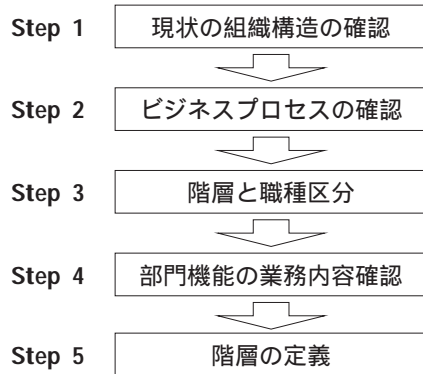 Step 1 現状の組織構造の確認
Step 2 ビジネスプロセスの確認
Step 3 階層と職種区分
Step 4 部門機能の業務内容確認
Step 5 階層の定義